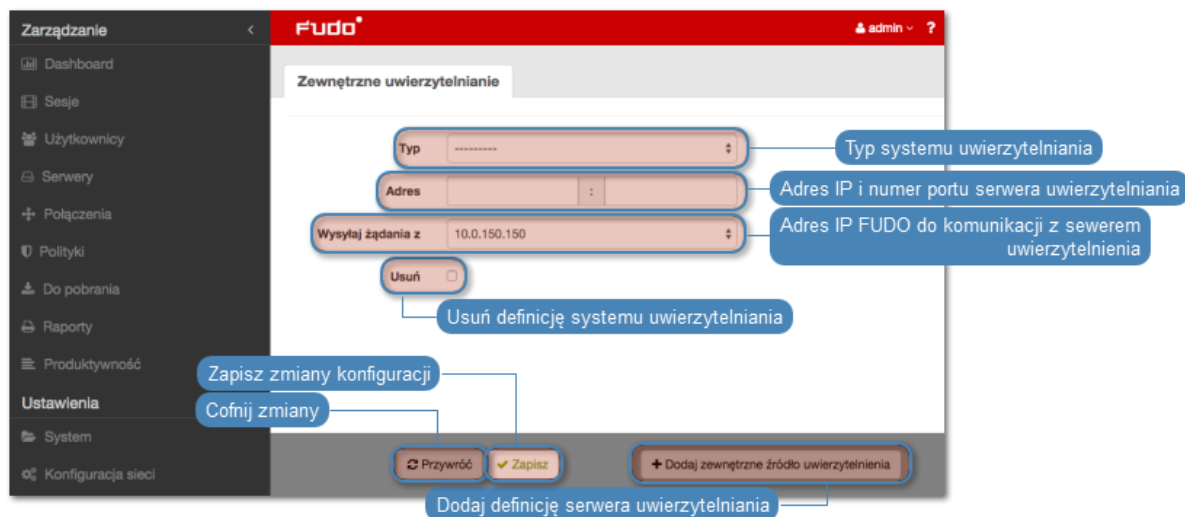 Zarządzanie
Dashboard
Sesje
Użytkownicy
Serwery
Połączenia
Polityki
Do pobrania
Raporty
Produktywność
Ustawienia
System
Konfiguracja sieci
FUDO
admin ?
Zewnętrzne uwierzytelnianie
Typ ---------
Typ systemu uwierzytelniania
Adres :
Adres IP i numer portu serwera uwierzytelniania
Wysyłaj żądania z 10.0.150.150
Adres IP FUDO do komunikacji z sewerem
uwierzytelnienia
Usuń
Usuń definicję systemu uwierzytelniania
Zapisz zmiany konfiguracji
Cofnij zmiany
Przywróć
Zapisz
+ Dodaj zewnętrzne źródło uwierzytelnienia
Dodaj definicję serwera uwierzytelniania